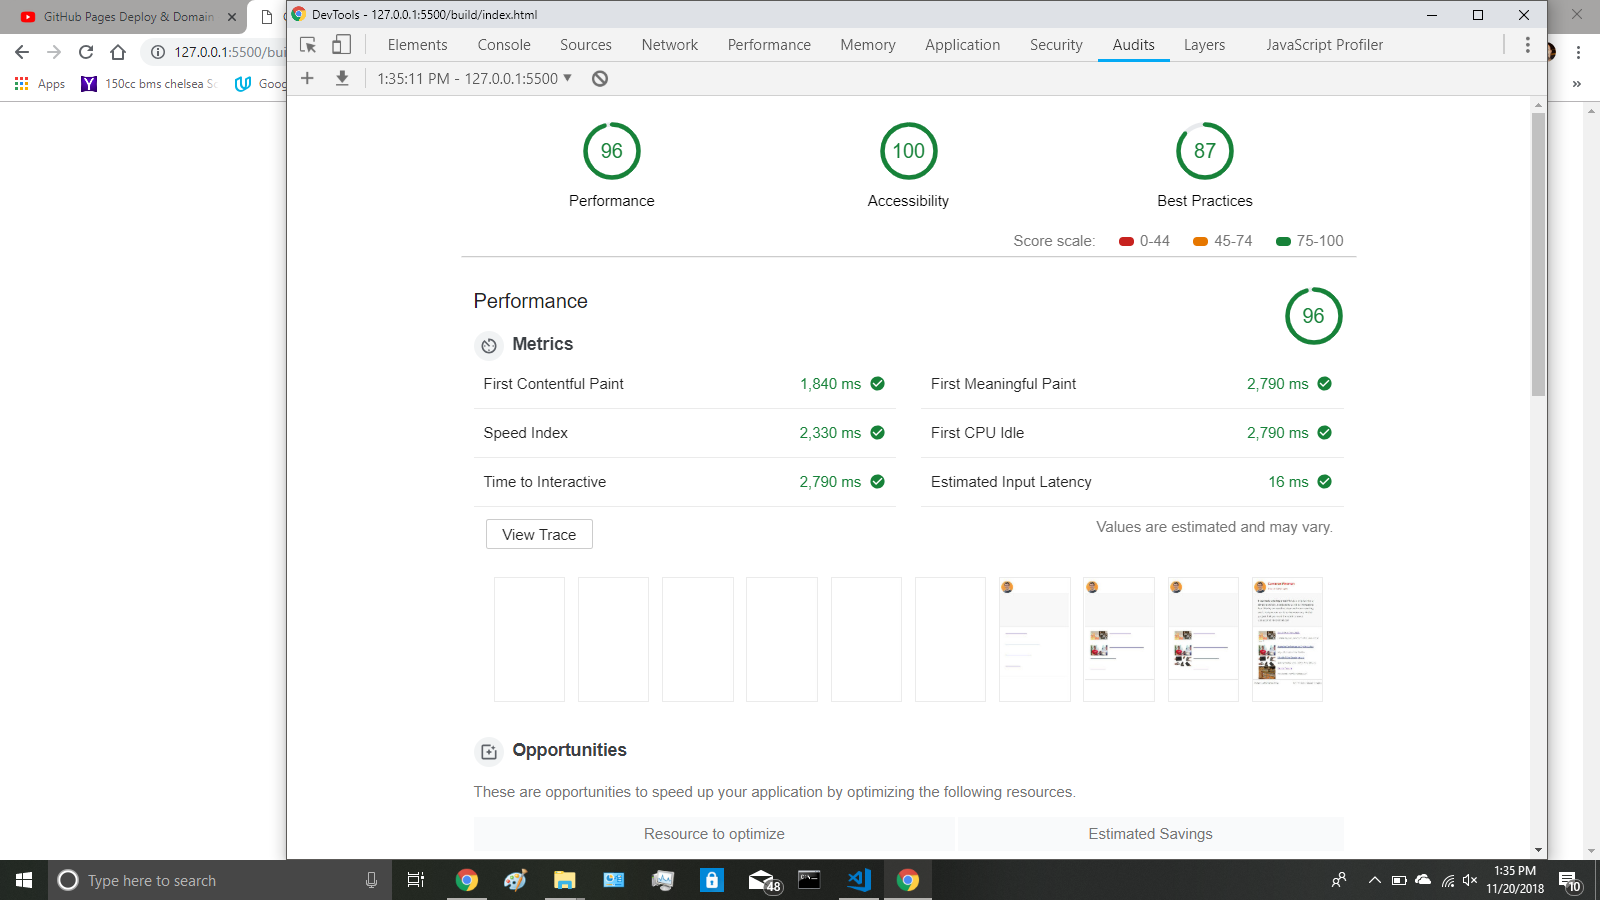 GitHub Pages Deploy & Domain
DevTools - 127.0.0.1:5500/build/index.html
127.0.0.1:5500/bui
Elements Console Sources Network Performance Memory Application Security Audits Layers JavaScript Profiler
Apps 150cc bms chelsea Sc Goog
1:35:11 PM - 127.0.0.1:5500
96 100 87
Performance Accessibility Best Practices
Score scale: 0-44 45-74 75-100
Performance 96
Metrics
First Contentful Paint 1,840 ms First Meaningful Paint 2,790 ms
Speed Index 2,330 ms First CPU Idle 2,790 ms
Time to Interactive 2,790 ms Estimated Input Latency 16 ms
View Trace Values are estimated and may vary.
Opportunities
These are opportunities to speed up your application by optimizing the following resources.
Resource to optimize Estimated Savings
Type here to search 48 1:35 PM
11/20/2018 10